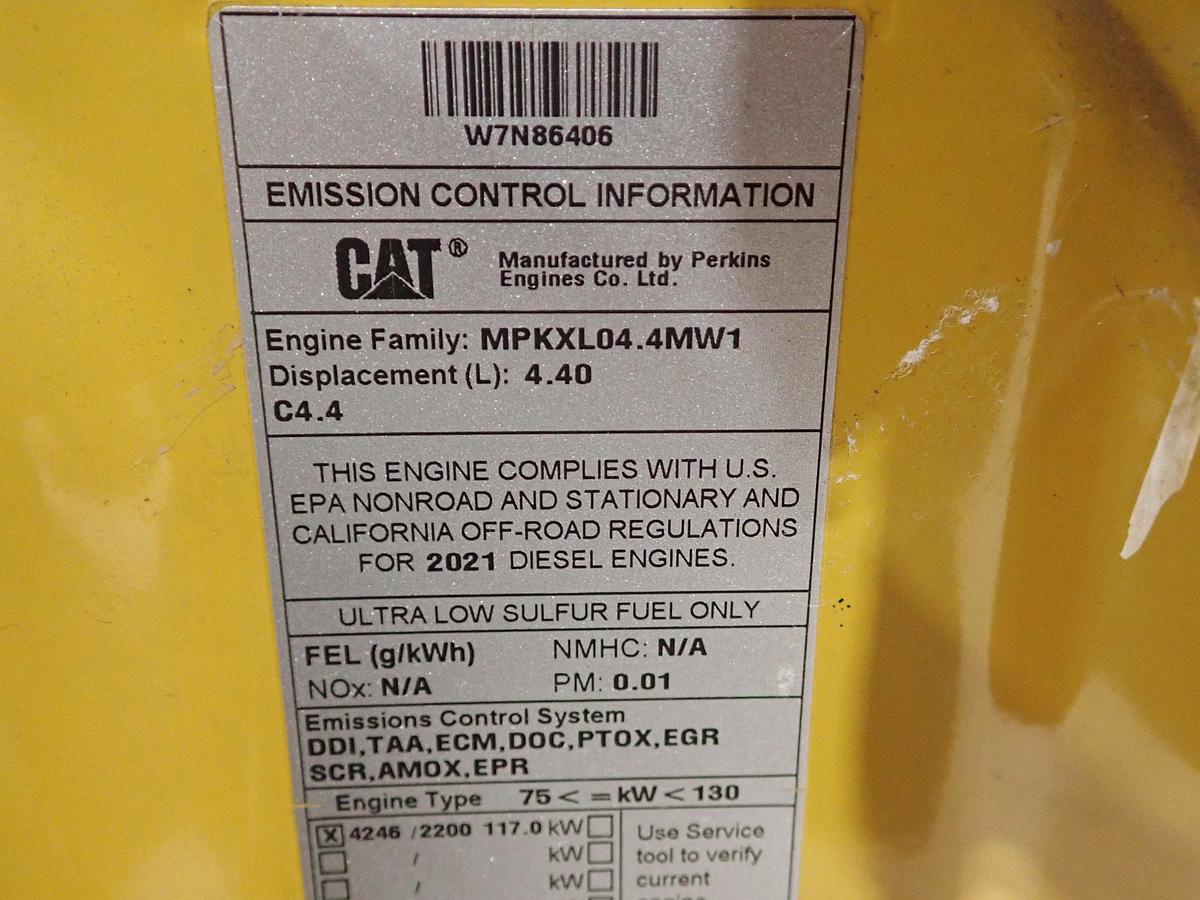 W7N86406
EMISSION CONTROL INFORMATION
CAT® Manufactured by Perkins
Engines Co. Ltd.
Engine Family: MPKXL04.4MW1
Displacement (L): 4.40
C4.4
THIS ENGINE COMPLIES WITH U.S.
EPA NONROAD AND STATIONARY AND
CALIFORNIA OFF-ROAD REGULATIONS
FOR 2021 DIESEL ENGINES.
ULTRA LOW SULFUR FUEL ONLY
FEL (g/kWh) NMHC: N/A
NOx: N/A PM: 0.01
Emissions Control System
DDI,TAA,ECM,DOC,PTOX,EGR
SCR,AMOX,EPR
Engine Type 75 < = kW < 130
X 4246 /2200 117.0 kW Use Service
/ kW tool to verify
/ kW current